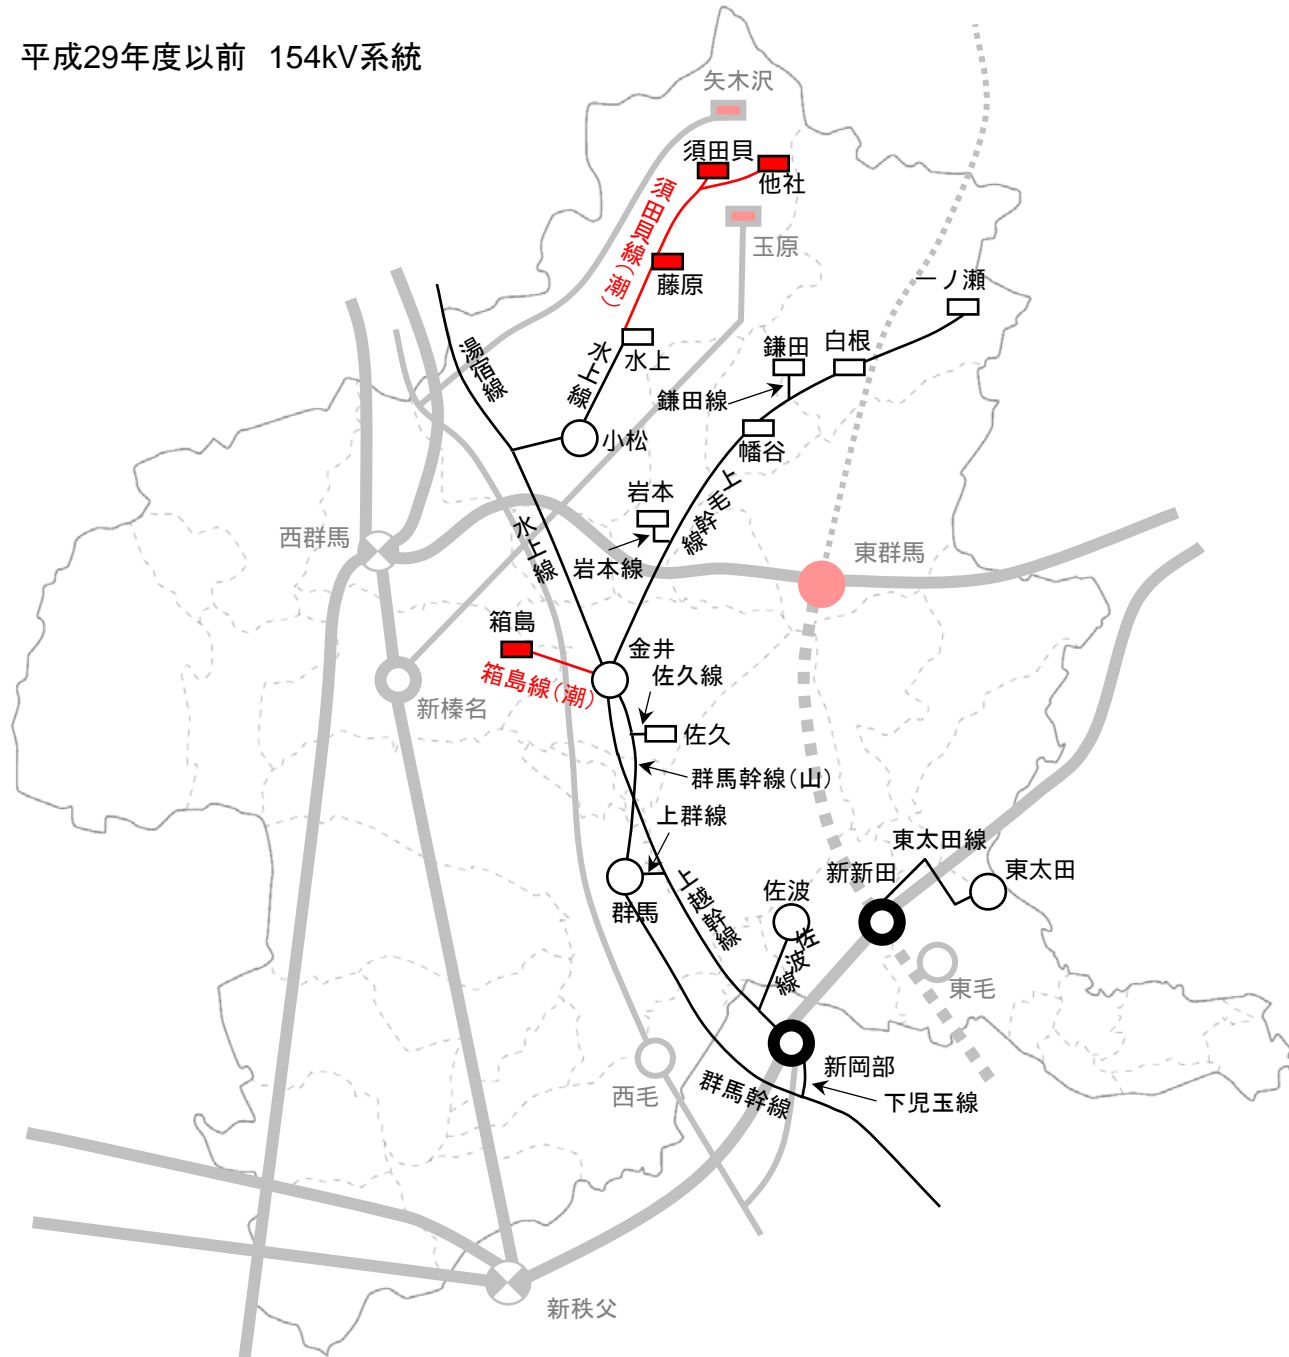 平成29年度以前 154kV系統
矢木沢
須田貝
他社
須田貝線(潮)
玉原
藤原
一ノ瀬
湯宿線
水上線
水上
鎌田
白根
鎌田線
小松
幡谷
上毛幹線
岩本
水上線
西群馬
岩本線
東群馬
箱島
金井
箱島線(潮)
佐久線
新榛名
佐久
群馬幹線(山)
上群線
東太田線
新新田
東太田
佐波
群馬
上越幹線
佐波線
東毛
新岡部
西毛
群馬幹線
下児玉線
新秩父